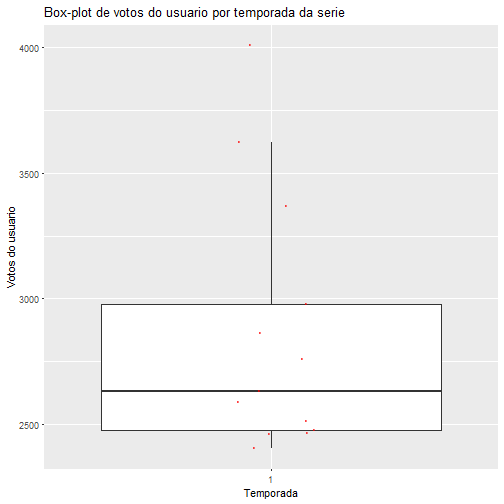 Box-plot de votos do usuario por temporada da serie
4000
3500
3000
2500
Votos do usuario
1
Temporada